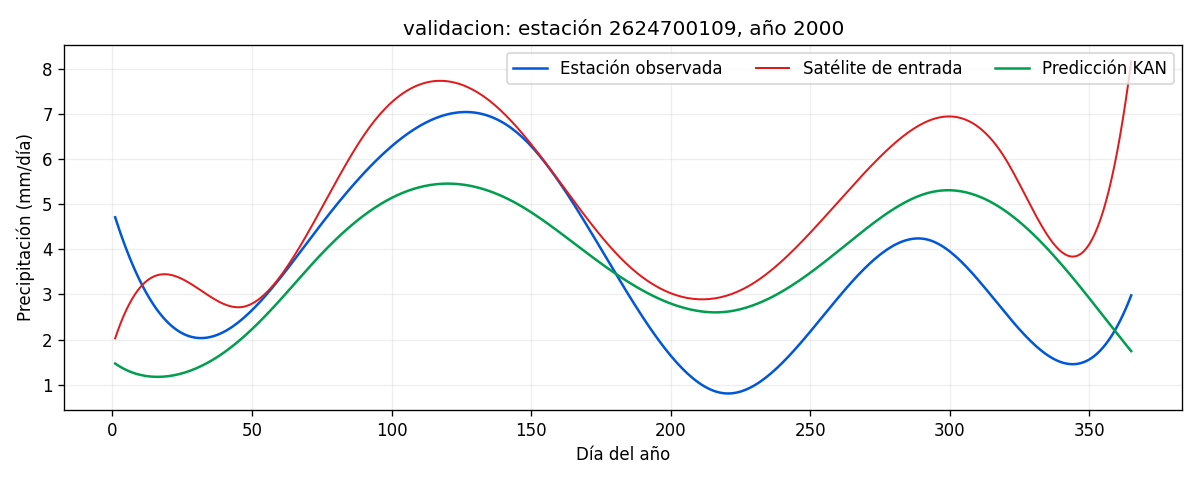 validacion: estación 2624700109, año 2000
Estación observada
Satélite de entrada
Predicción KAN
Precipitación (mm/día)
8
7
6
5
4
3
2
1
0
50
100
150
200
250
300
350
Día del año